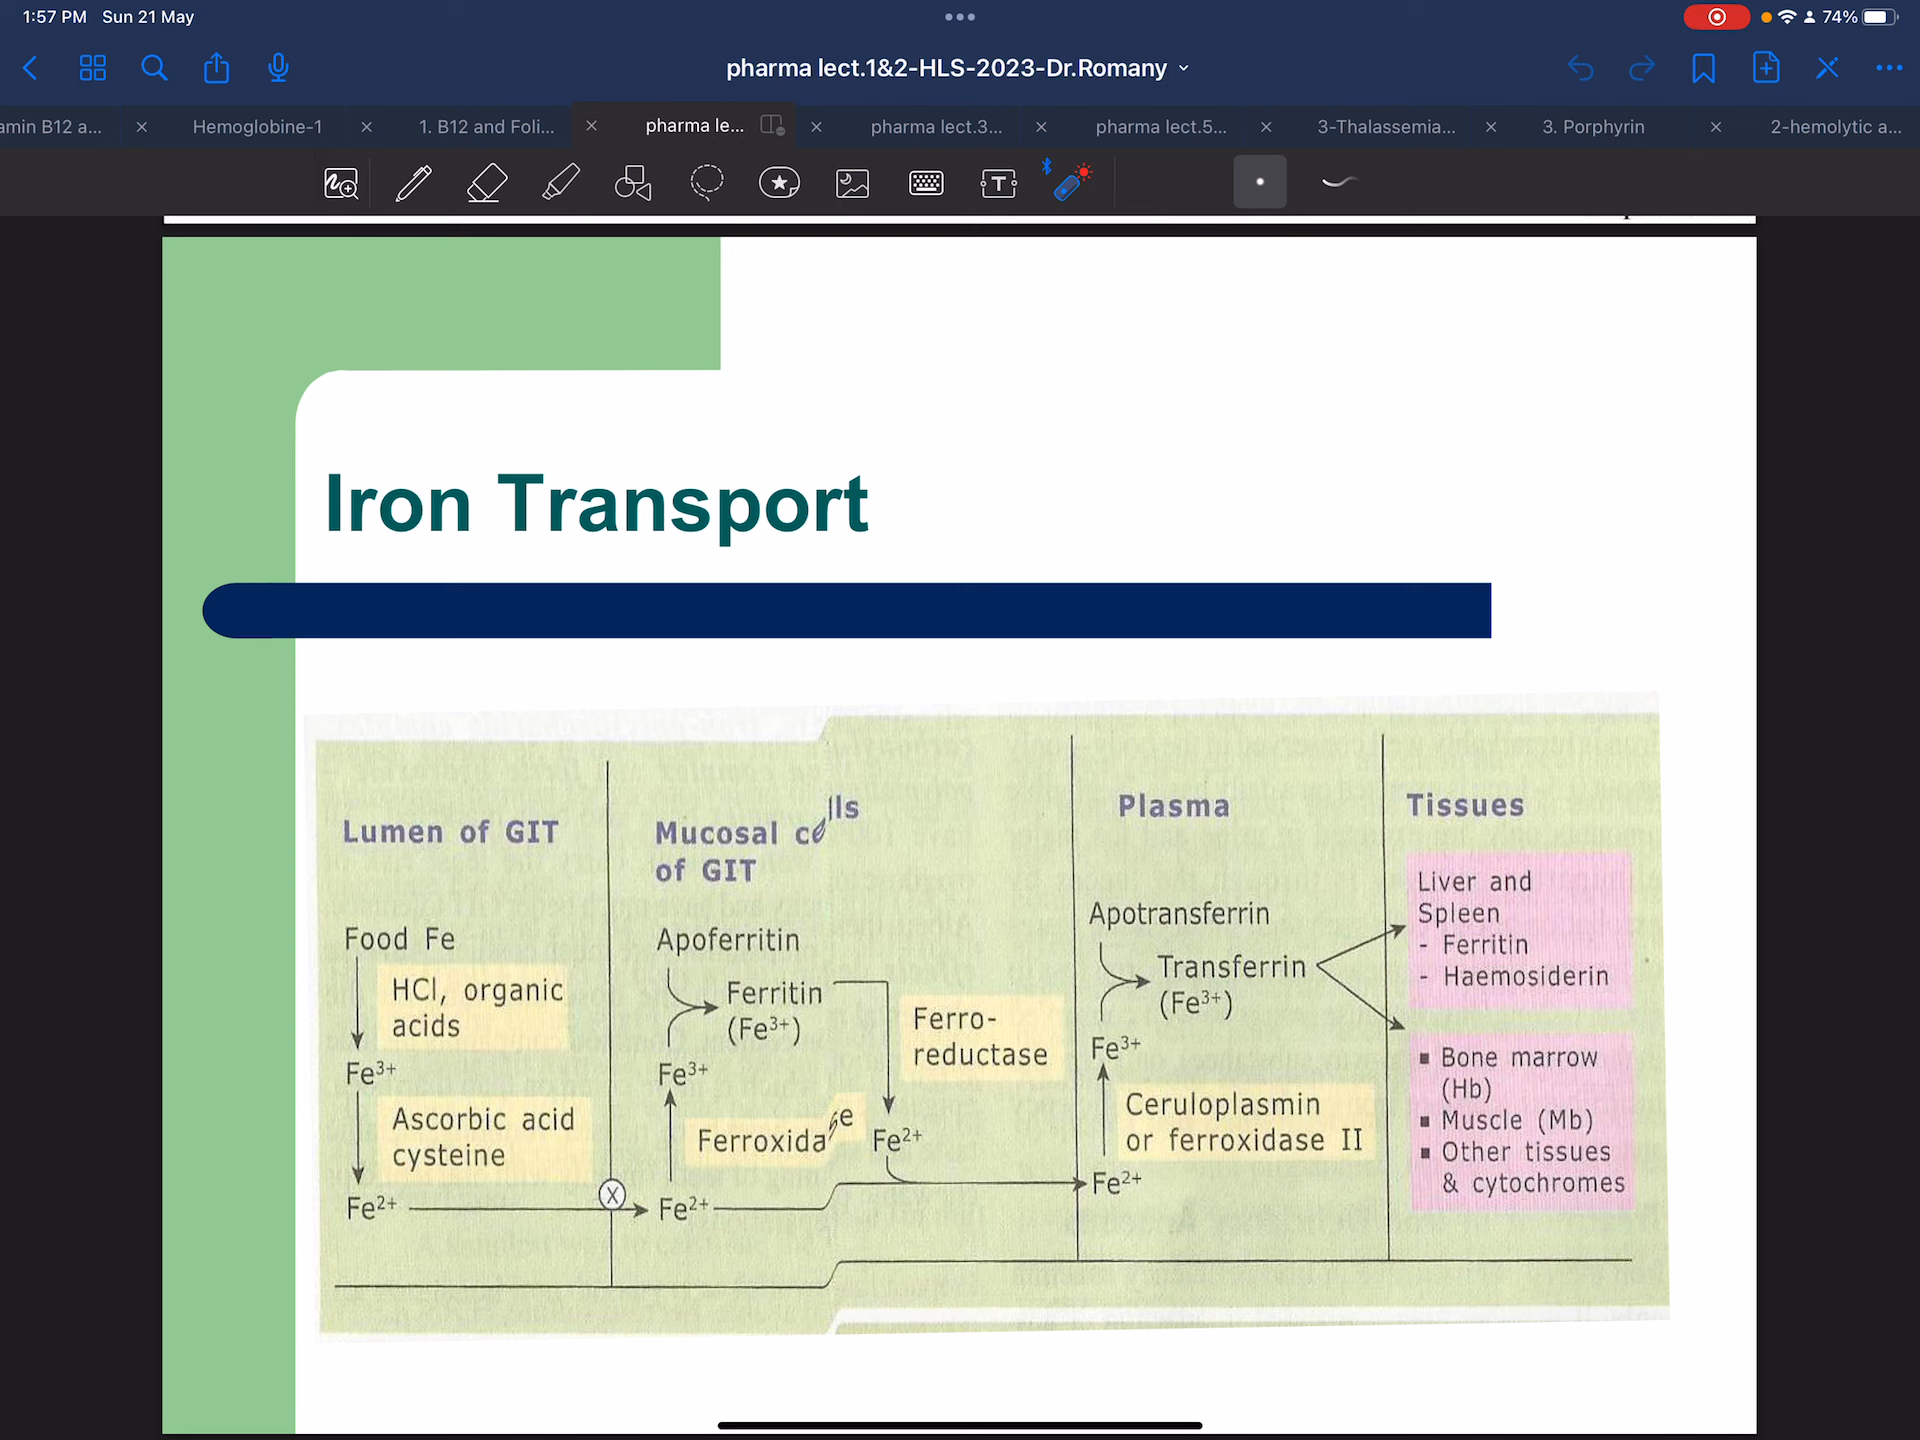 1:57 PM Sun 21 May
74%
pharma lect.1&2-HLS-2023-Dr.Romany
amin B12 a...
Hemoglobine-1
1. B12 and Foli...
pharma le...
pharma lect.3...
pharma lect.5...
3-Thalassemia...
3. Porphyrin
2-hemolytic a...
Iron Transport
Lumen of GIT
Food Fe
HCl, organic
acids
Fe³⁺
Ascorbic acid
cysteine
Fe²⁺
X
Mucosal cells
of GIT
Apoferritin
Ferritin
(Fe³⁺)
Fe³⁺
Ferroxidase
Fe²⁺
Ferro-
reductase
Fe²⁺
Plasma
Apotransferrin
Transferrin
(Fe³⁺)
Fe³⁺
Ceruloplasmin
or ferroxidase II
Fe²⁺
Tissues
Liver and
Spleen
- Ferritin
- Haemosiderin
▪ Bone marrow
(Hb)
▪ Muscle (Mb)
▪ Other tissues
& cytochromes